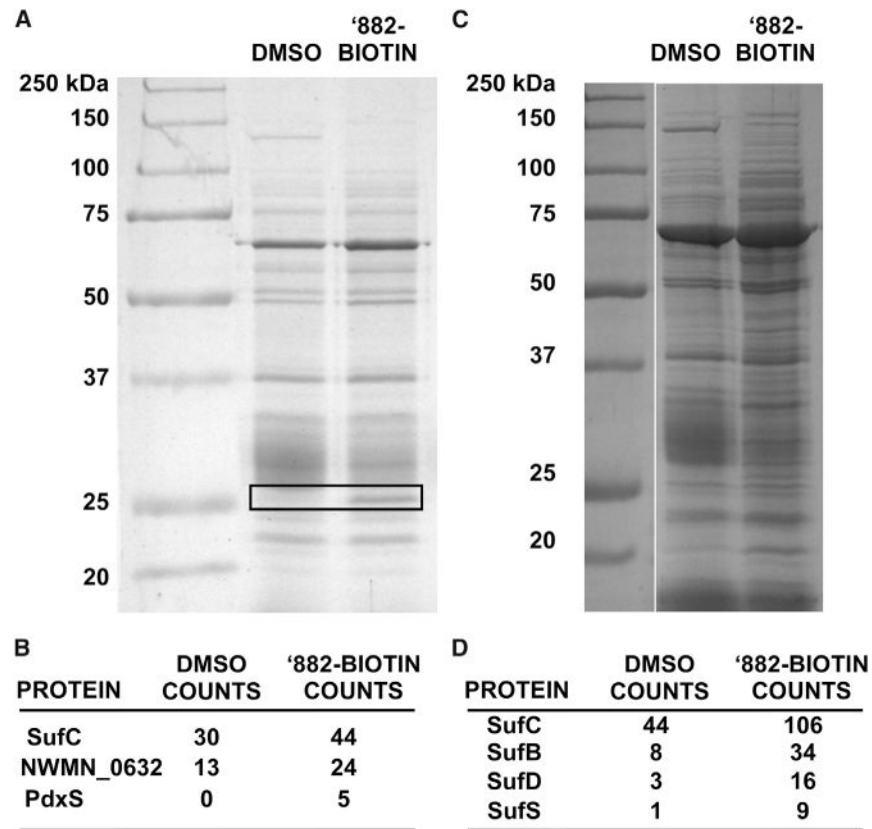 A
DMSO
‘882-
BIOTIN
250 kDa
150
100
75
50
37
25
20
C
DMSO
‘882-
BIOTIN
250 kDa
150
100
75
50
37
25
20
B
PROTEIN DMSO COUNTS ‘882-BIOTIN COUNTS
SufC 30 44
NWMN_0632 13 24
PdxS 0 5
D
PROTEIN DMSO COUNTS ‘882-BIOTIN COUNTS
SufC 44 106
SufB 8 34
SufD 3 16
SufS 1 9